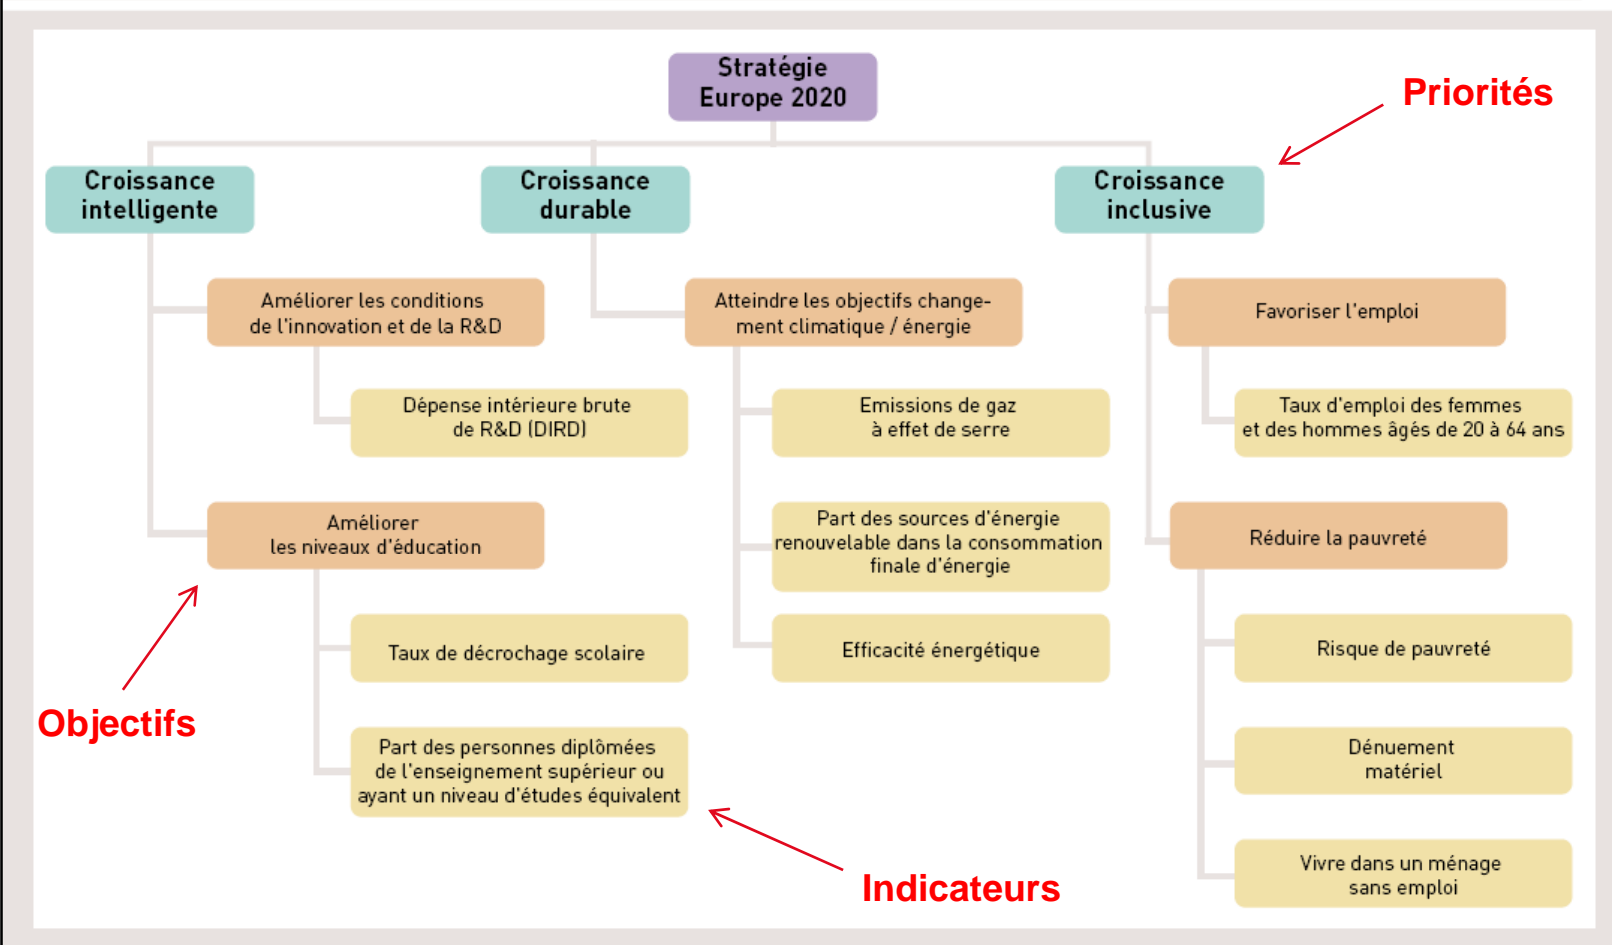 Stratégie
Europe 2020
Priorités
Croissance
intelligente
Croissance
durable
Croissance
inclusive
Améliorer les conditions
de l'innovation et de la R&D
Atteindre les objectifs change-
ment climatique / énergie
Favoriser l'emploi
Dépense intérieure brute
de R&D (DIRD)
Emissions de gaz
à effet de serre
Taux d'emploi des femmes
et des hommes âgés de 20 à 64 ans
Améliorer
les niveaux d'éducation
Part des sources d'énergie
renouvelable dans la consommation
finale d'énergie
Réduire la pauvreté
Taux de décrochage scolaire
Efficacité énergétique
Risque de pauvreté
Objectifs
Part des personnes diplômées
de l'enseignement supérieur ou
ayant un niveau d'études équivalent
Dénuement
matériel
Indicateurs
Vivre dans un ménage
sans emploi